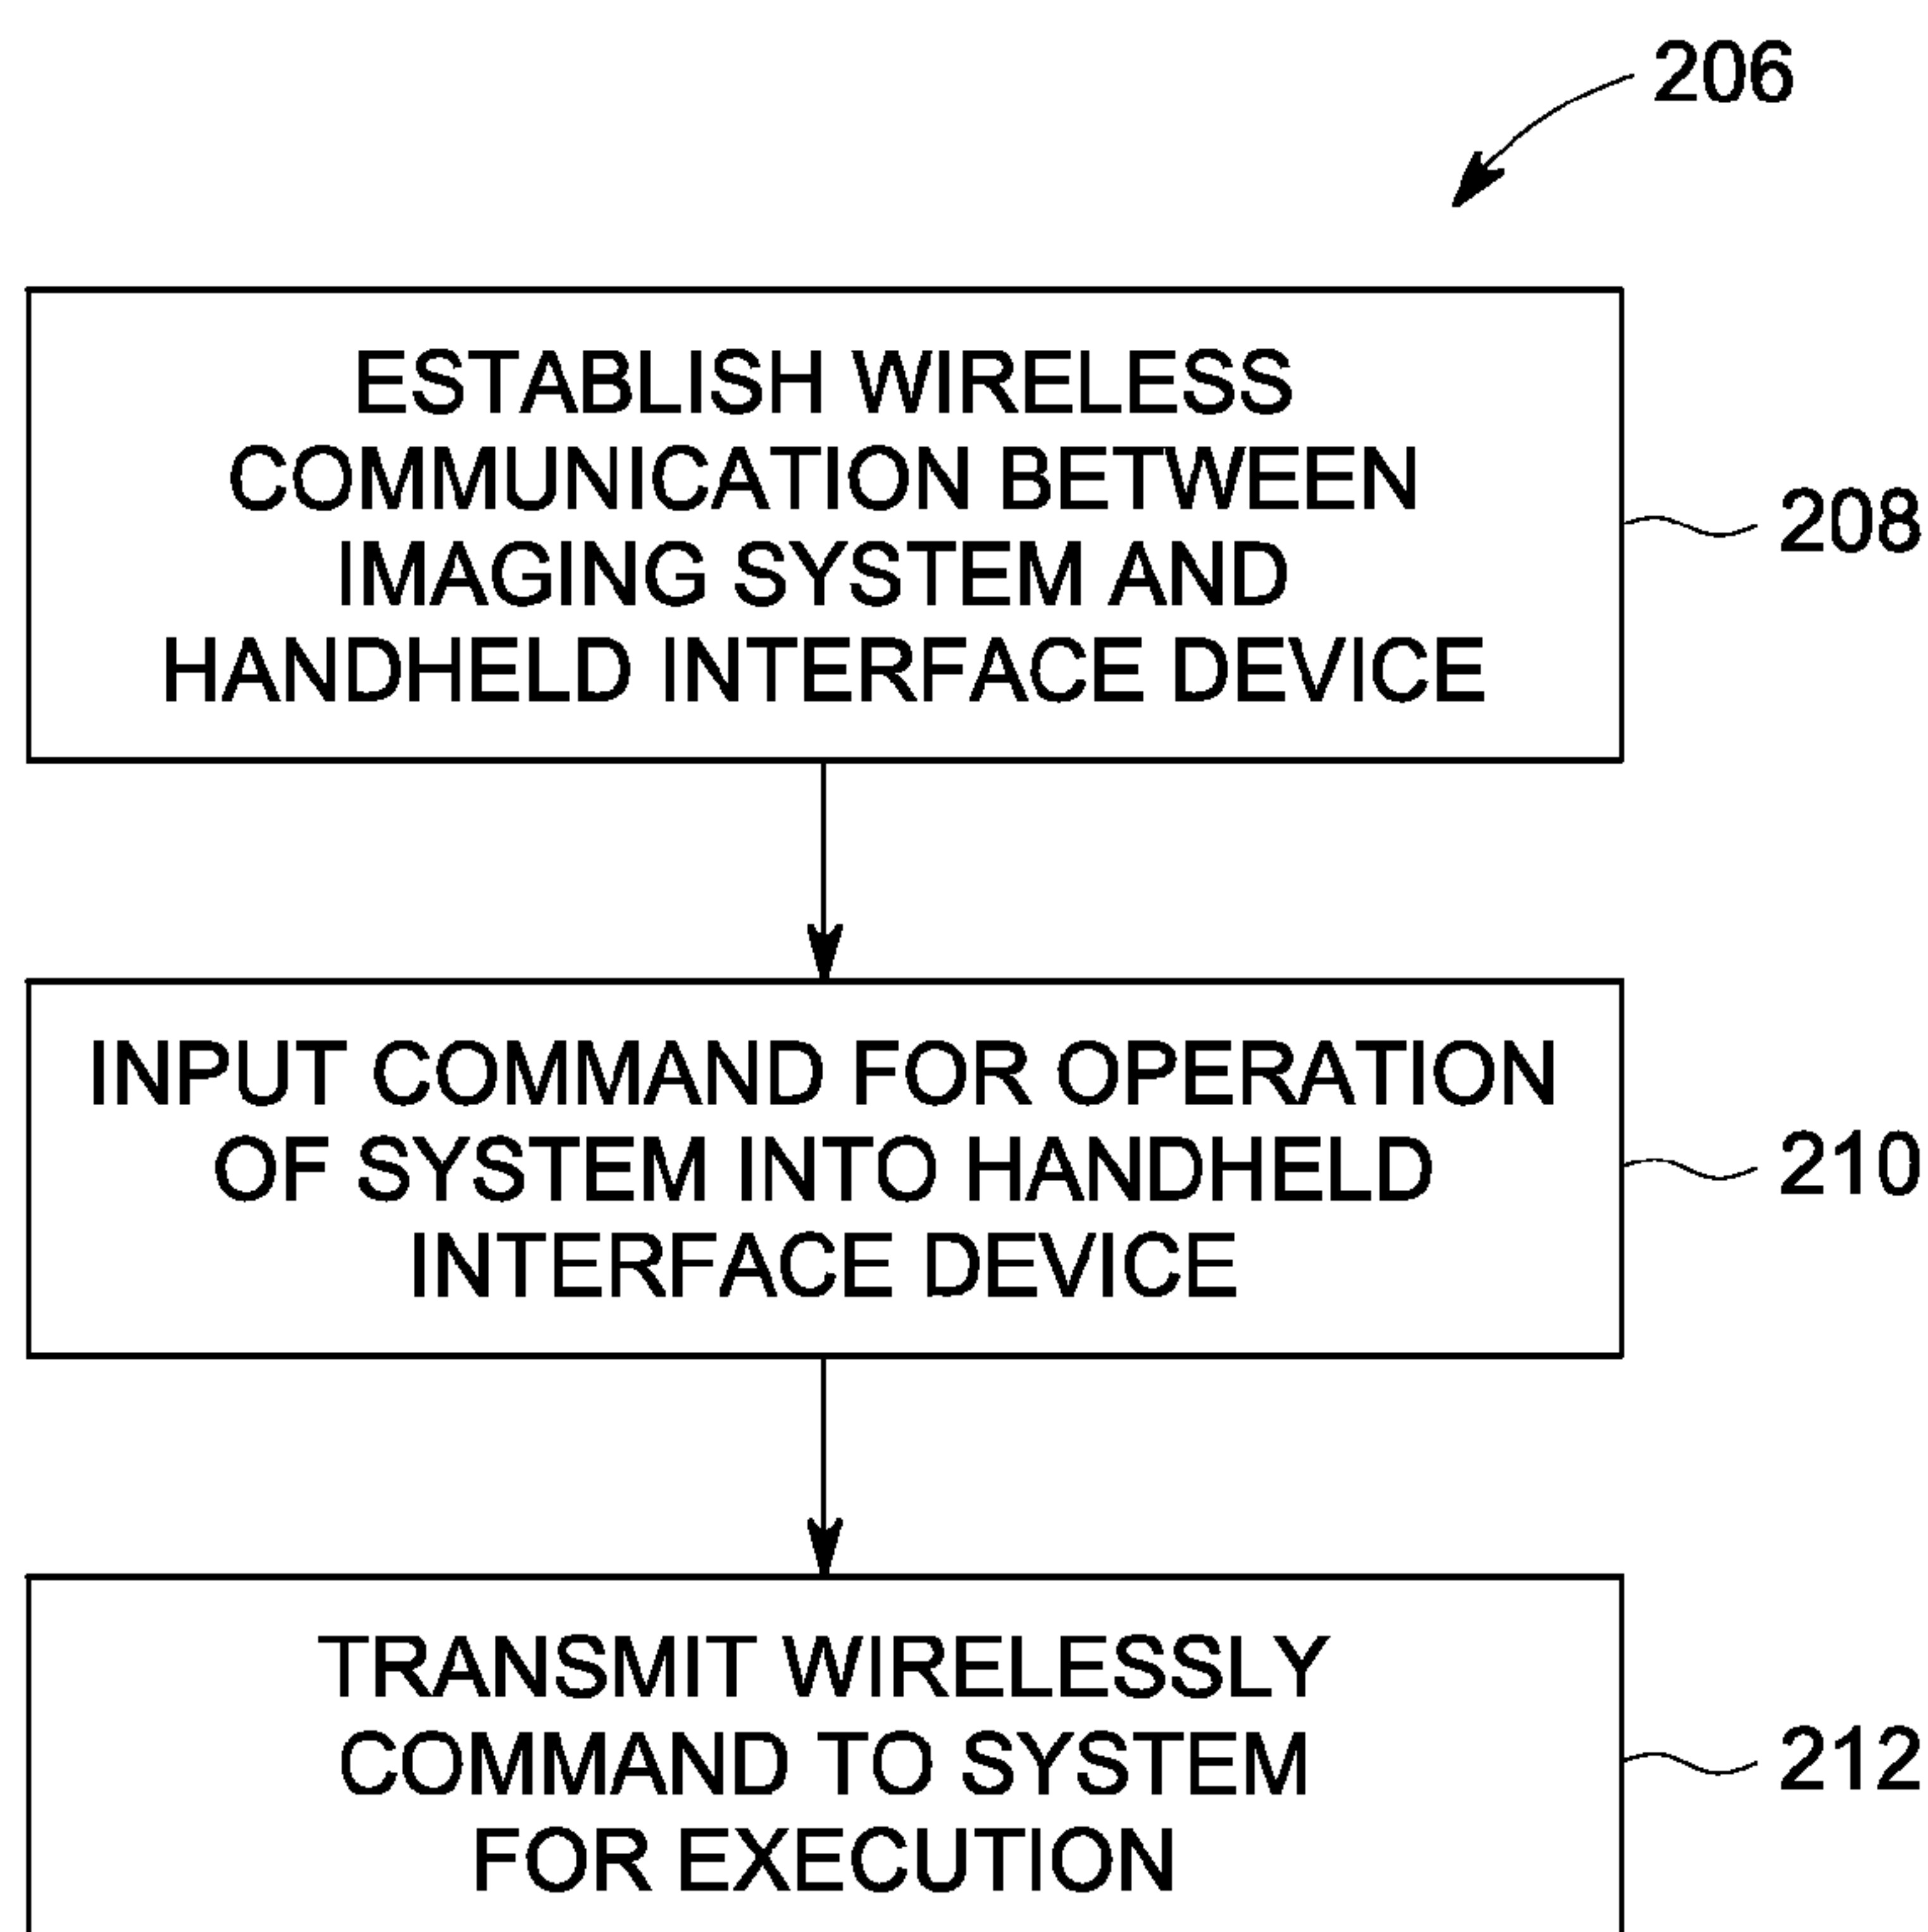 206
ESTABLISH WIRELESS
COMMUNICATION BETWEEN
IMAGING SYSTEM AND
HANDHELD INTERFACE DEVICE
208
INPUT COMMAND FOR OPERATION
OF SYSTEM INTO HANDHELD
INTERFACE DEVICE
210
TRANSMIT WIRELESSLY
COMMAND TO SYSTEM
FOR EXECUTION
212